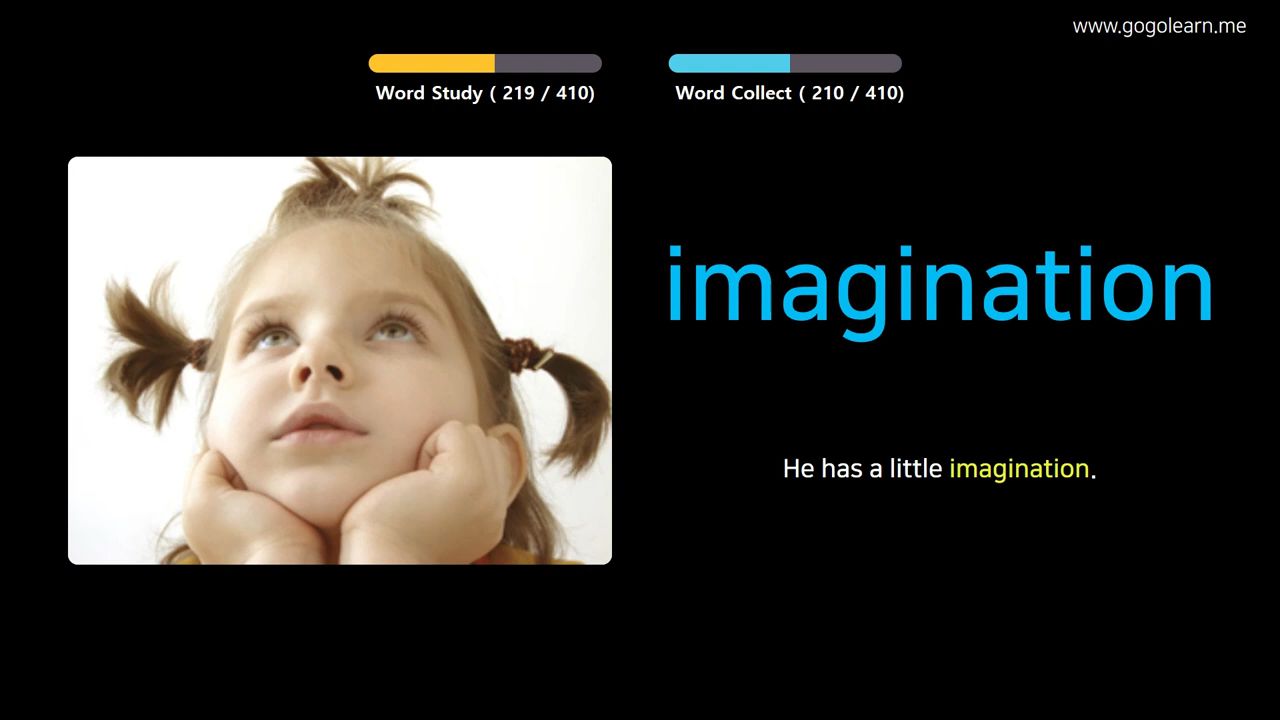 www.gogolearn.me
Word Study ( 219 / 410)
Word Collect ( 210 / 410)
imagination
He has a little imagination.